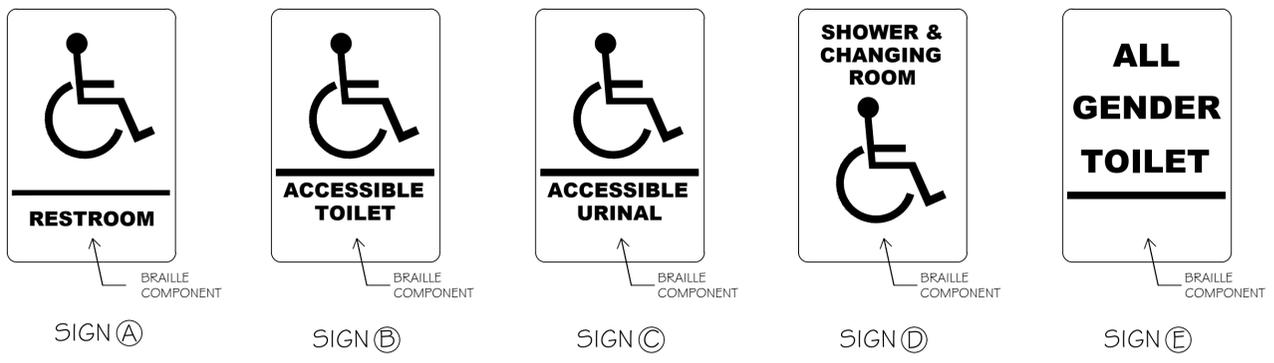 RESTROOM
BRAILLE
COMPONENT
SIGN A
ACCESSIBLE
TOILET
BRAILLE
COMPONENT
SIGN B
ACCESSIBLE
URINAL
BRAILLE
COMPONENT
SIGN C
SHOWER &
CHANGING
ROOM
BRAILLE
COMPONENT
SIGN D
ALL
GENDER
TOILET
BRAILLE
COMPONENT
SIGN E